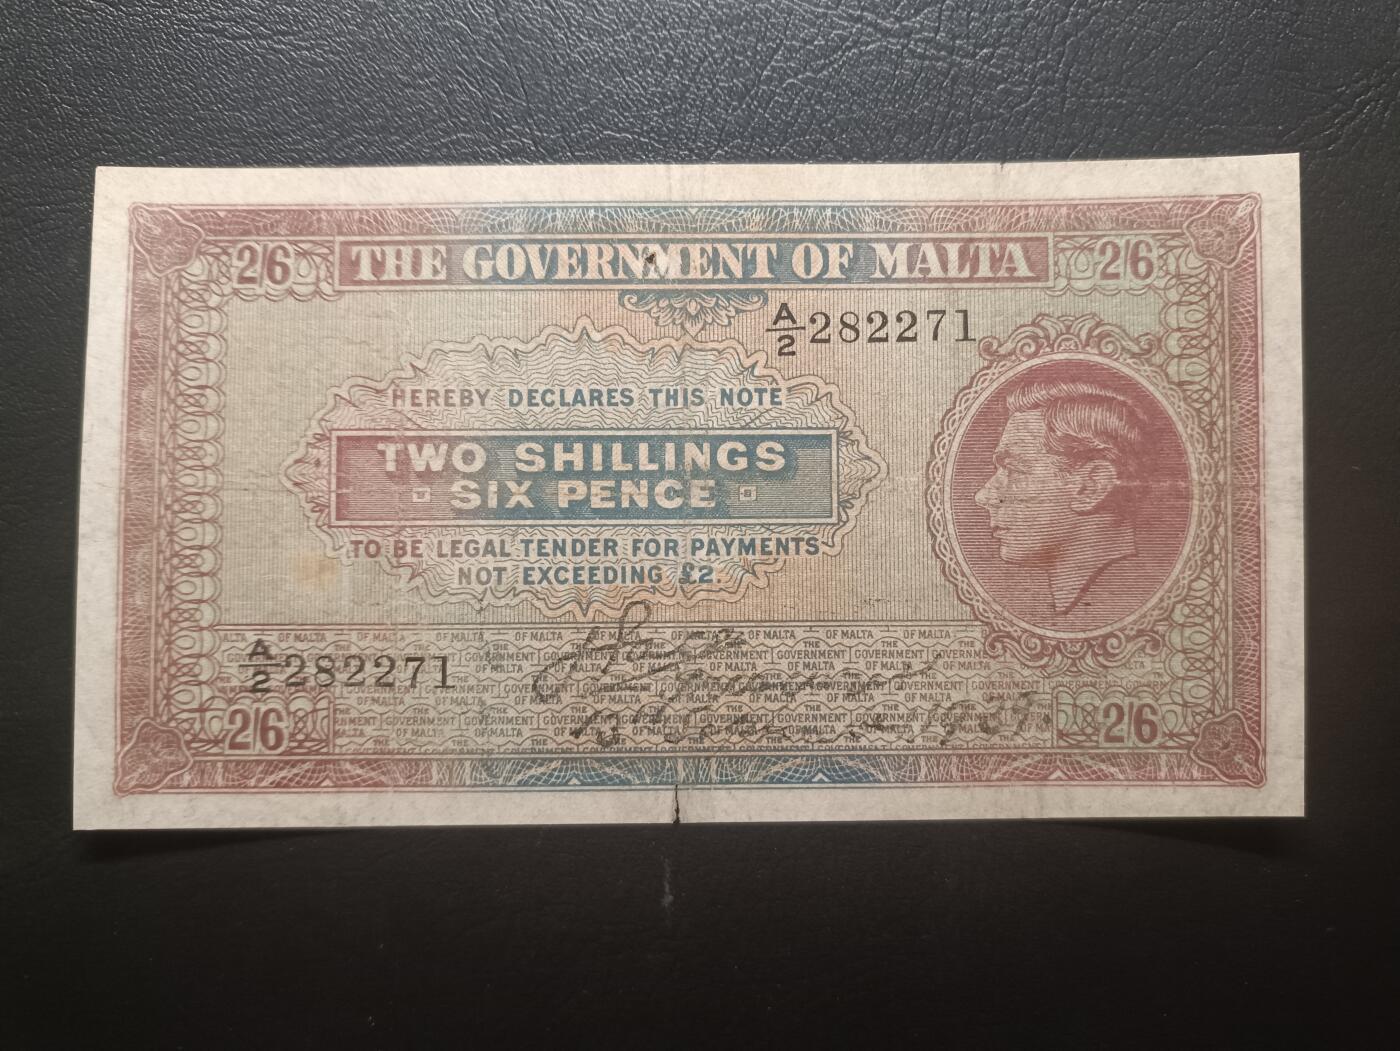 2/6 THE GOVERNMENT OF MALTA 2/6
A/2 282271
HEREBY DECLARES THIS NOTE
TWO SHILLINGS
SIX PENCE
TO BE LEGAL TENDER FOR PAYMENTS
NOT EXCEEDING £2.
A/2 282271
2/6 2/6